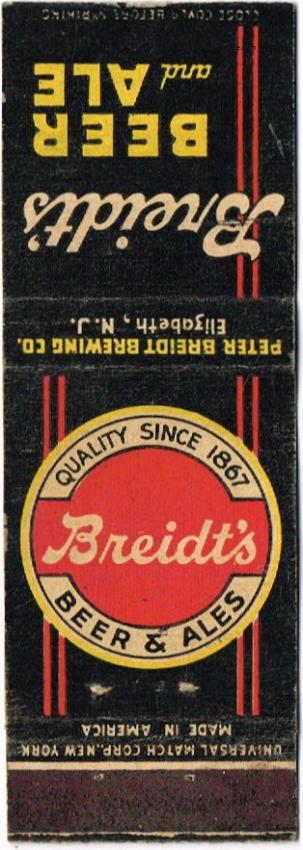 CLOSE COVER BEFORE STRIKING
Breidt's
BEER
and ALE
PETER BREIDT BREWING CO.
Elizabeth, N.J.
QUALITY SINCE 1867
Breidt's
BEER & ALES
MADE IN AMERICA
UNIVERSAL MATCH CORP. NEW YORK